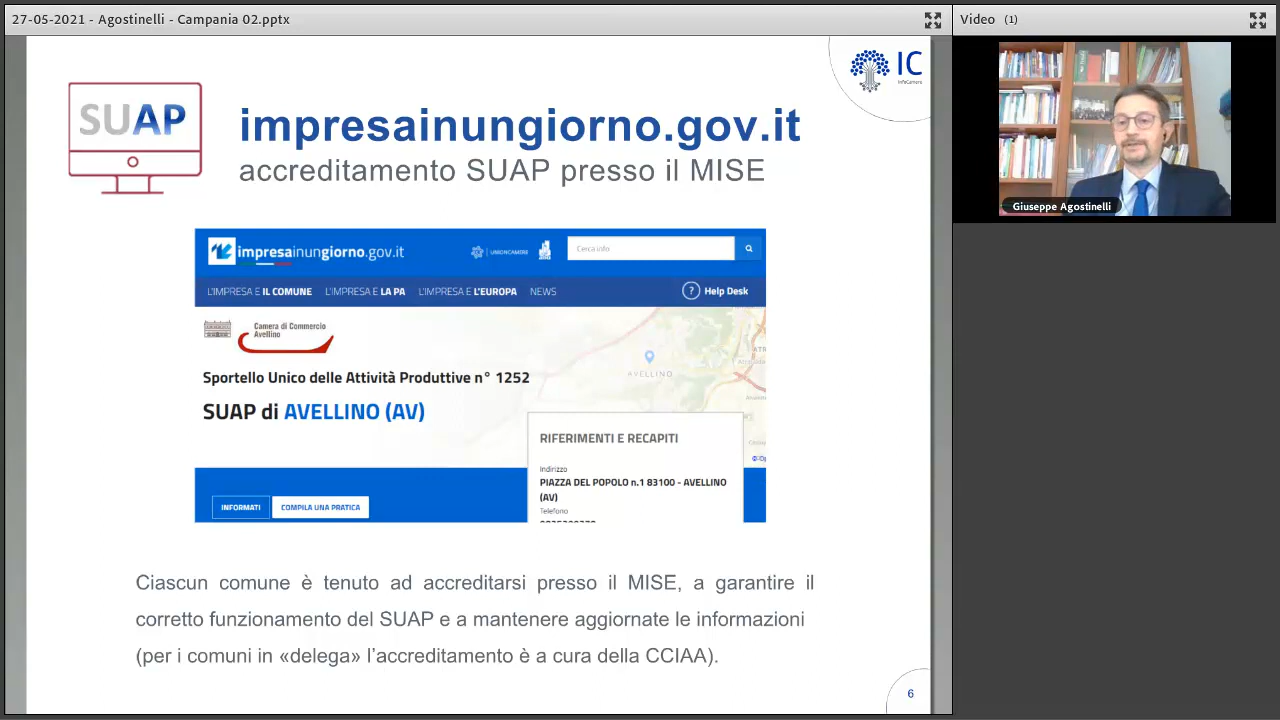 27-05-2021 - Agostinelli - Campania 02.pptx
Video (1)
IC
InfoCamere
SUAP
impresainungiorno.gov.it
accreditamento SUAP presso il MISE
Giuseppe Agostinelli
impresainungiorno.gov.it
UNIONCAMERE
Cerca info
L'IMPRESA E IL COMUNE L'IMPRESA E LA PA L'IMPRESA E L'EUROPA NEWS
? Help Desk
Camera di Commercio
Avellino
AVELLINO
Sportello Unico delle Attività Produttive n° 1252
SUAP di AVELLINO (AV)
RIFERIMENTI E RECAPITI
Indirizzo
PIAZZA DEL POPOLO n.1 83100 - AVELLINO
(AV)
Telefono
INFORMATI
COMPILA UNA PRATICA
Ciascun comune è tenuto ad accreditarsi presso il MISE, a garantire il
corretto funzionamento del SUAP e a mantenere aggiornate le informazioni
(per i comuni in «delega» l'accreditamento è a cura della CCIAA).
6